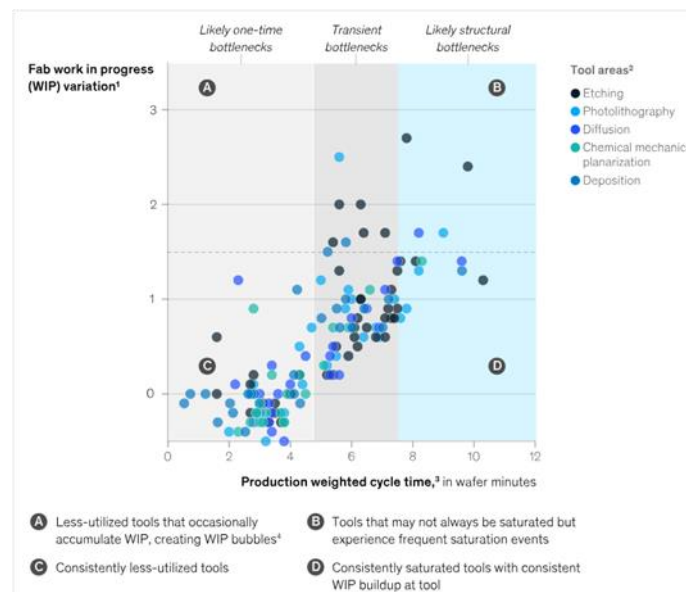 Likely one-time
bottlenecks
Transient
bottlenecks
Likely structural
bottlenecks
Fab work in progress
(WIP) variation¹
A
B
Tool areas²
Etching
Photolithography
Diffusion
Chemical mechanic
planarization
Deposition
3
2
1
0
C
D
0
2
4
6
8
10
12
Production weighted cycle time,³ in wafer minutes
A Less-utilized tools that occasionally
accumulate WIP, creating WIP bubbles⁴
B Tools that may not always be saturated but
experience frequent saturation events
C Consistently less-utilized tools
D Consistently saturated tools with consistent
WIP buildup at tool